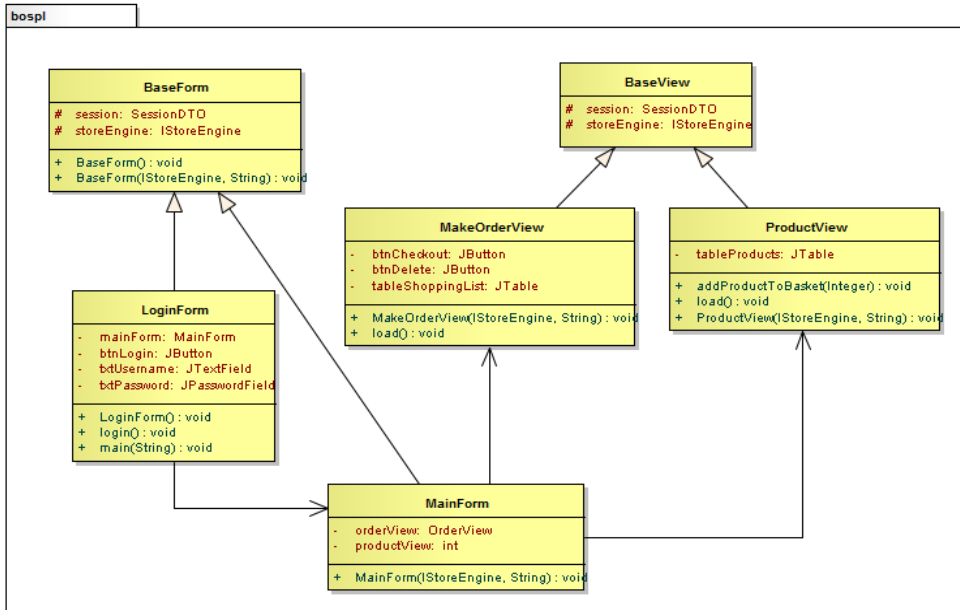 bospl
BaseForm
# session: SessionDTO
# storeEngine: IStoreEngine
+ BaseForm() : void
+ BaseForm(IStoreEngine, String) : void
BaseView
# session: SessionDTO
# storeEngine: IStoreEngine
MakeOrderView
- btnCheckout: JButton
- btnDelete: JButton
- tableShoppingList: JTable
+ MakeOrderView(IStoreEngine, String) : void
+ load() : void
ProductView
- tableProducts: JTable
+ addProductToBasket(Integer) : void
+ load() : void
+ ProductView(IStoreEngine, String) : void
LoginForm
- mainForm: MainForm
- btnLogin: JButton
- txtUsername: JTextField
- txtPassword: JPasswordField
+ LoginForm() : void
+ login() : void
+ main(String) : void
MainForm
- orderView: OrderView
- productView: int
+ MainForm(IStoreEngine, String) : void